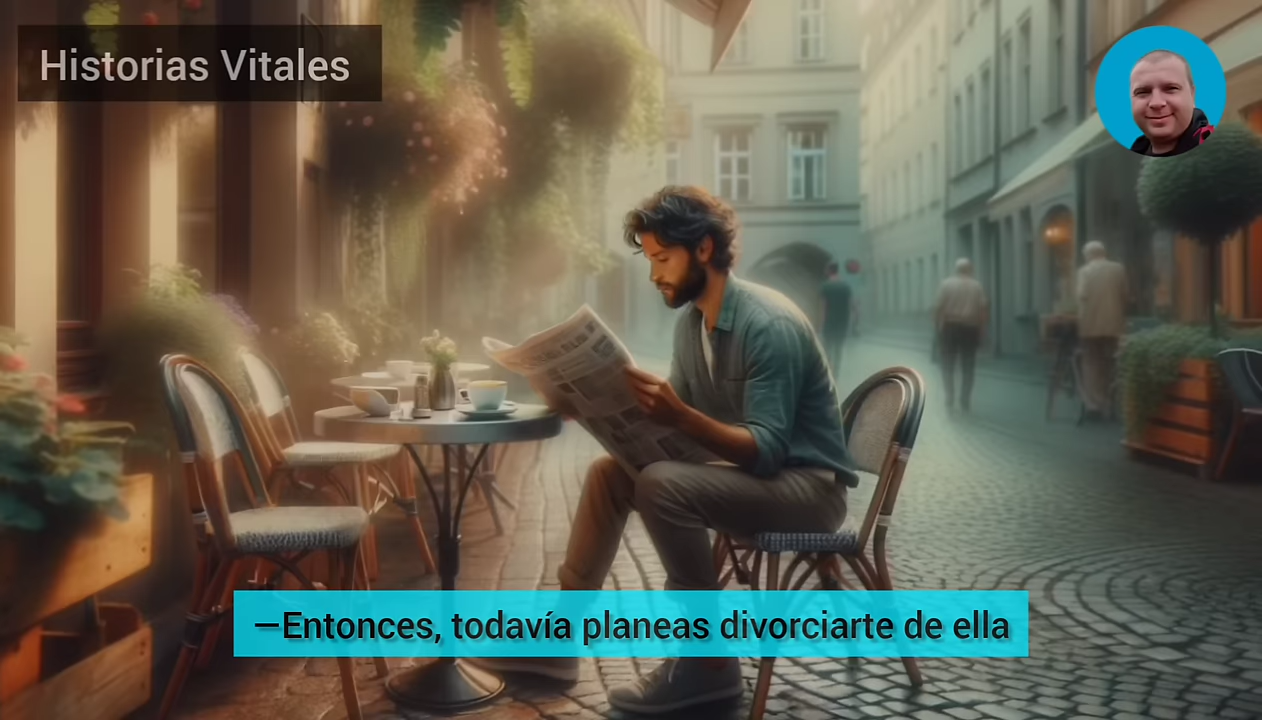 Historias Vitales
—Entonces, todavía planeas divorciarte de ella